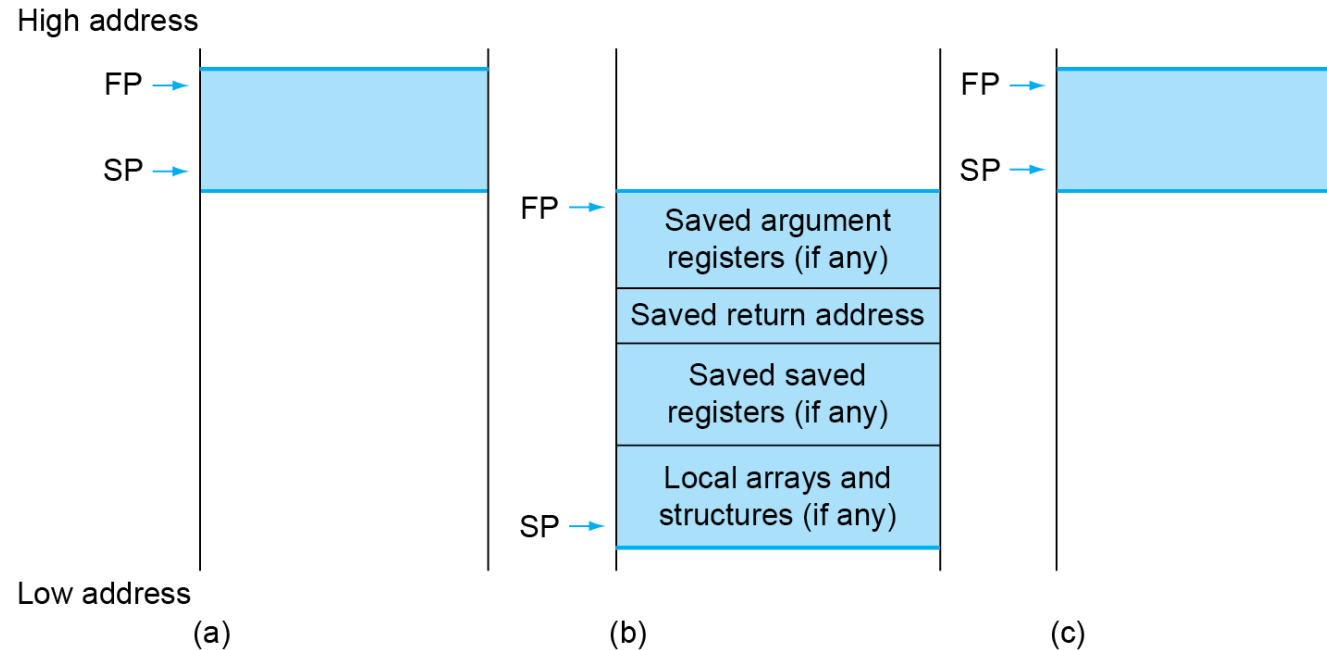 High address
FP
SP
FP
Saved argument
registers (if any)
Saved return address
Saved saved
registers (if any)
Local arrays and
structures (if any)
SP
FP
SP
Low address
(a)
(b)
(c)